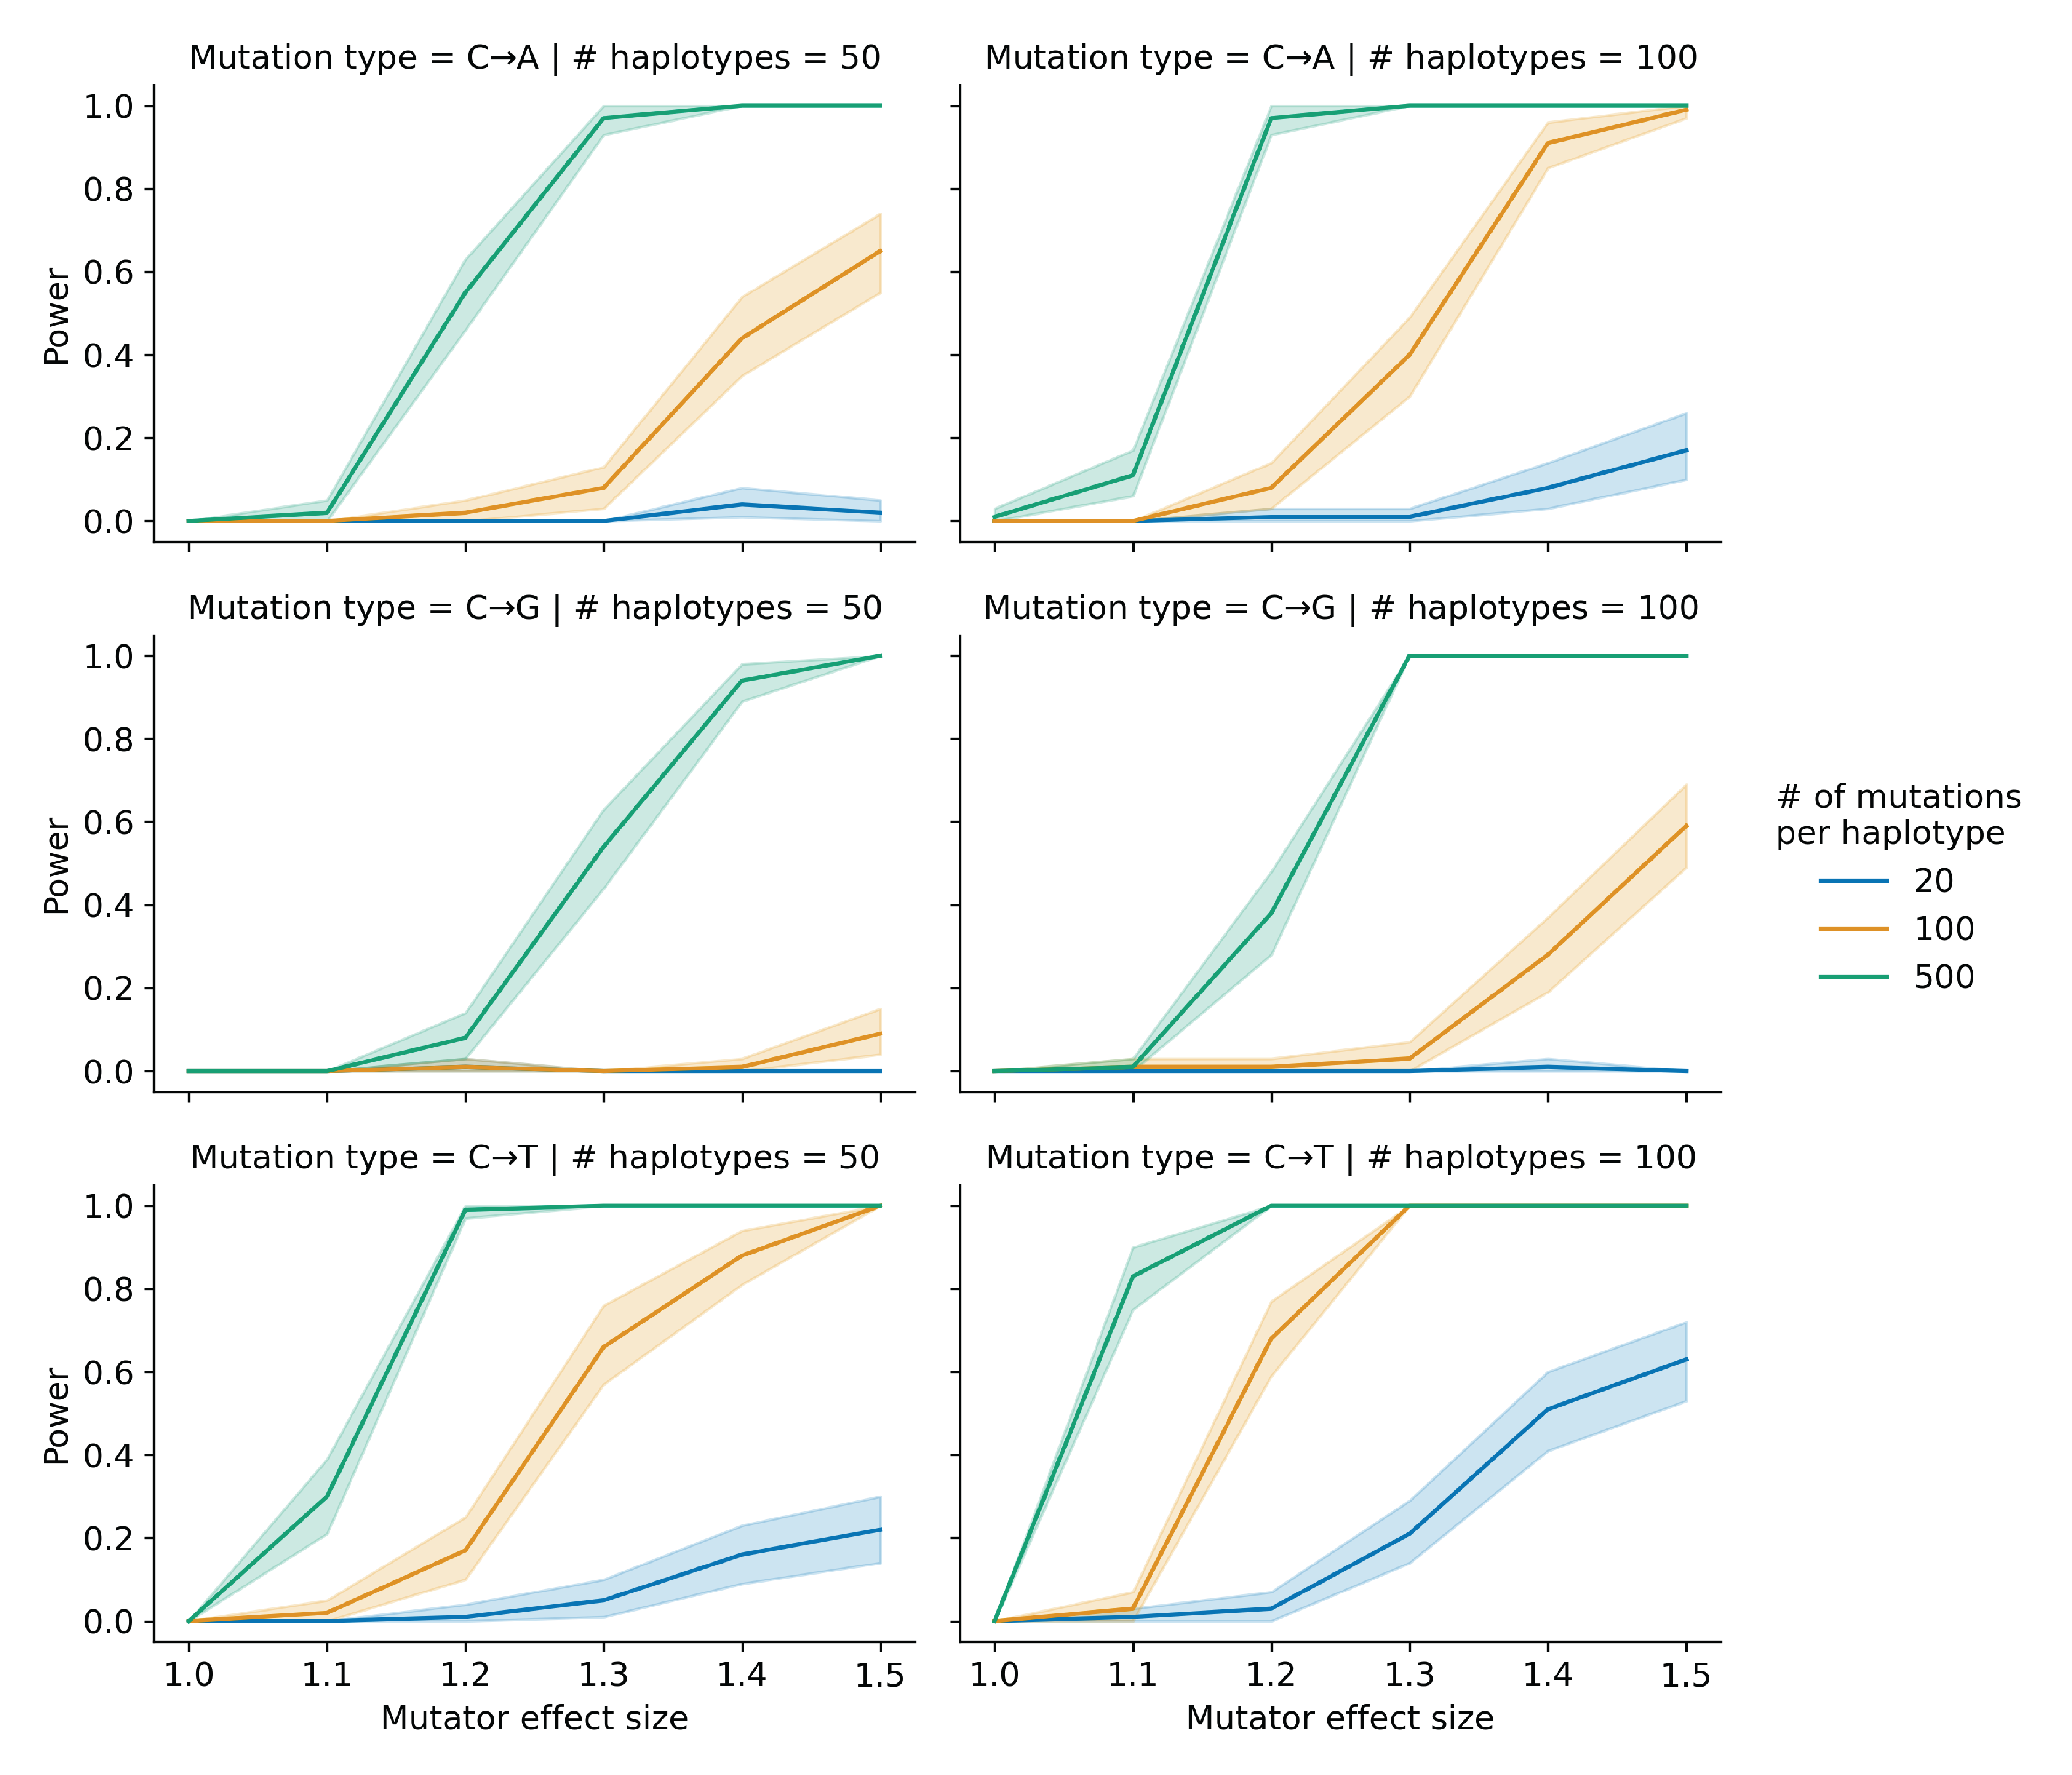 Mutation type = C→A | # haplotypes = 50
Mutation type = C→A | # haplotypes = 100
1.0
0.8
0.6
0.4
0.2
0.0
Power
Mutation type = C→G | # haplotypes = 50
Mutation type = C→G | # haplotypes = 100
1.0
0.8
0.6
0.4
0.2
0.0
Power
# of mutations
per haplotype
20
100
500
Mutation type = C→T | # haplotypes = 50
Mutation type = C→T | # haplotypes = 100
1.0
0.8
0.6
0.4
0.2
0.0
Power
1.0 1.1 1.2 1.3 1.4 1.5
Mutator effect size
1.0 1.1 1.2 1.3 1.4 1.5
Mutator effect size